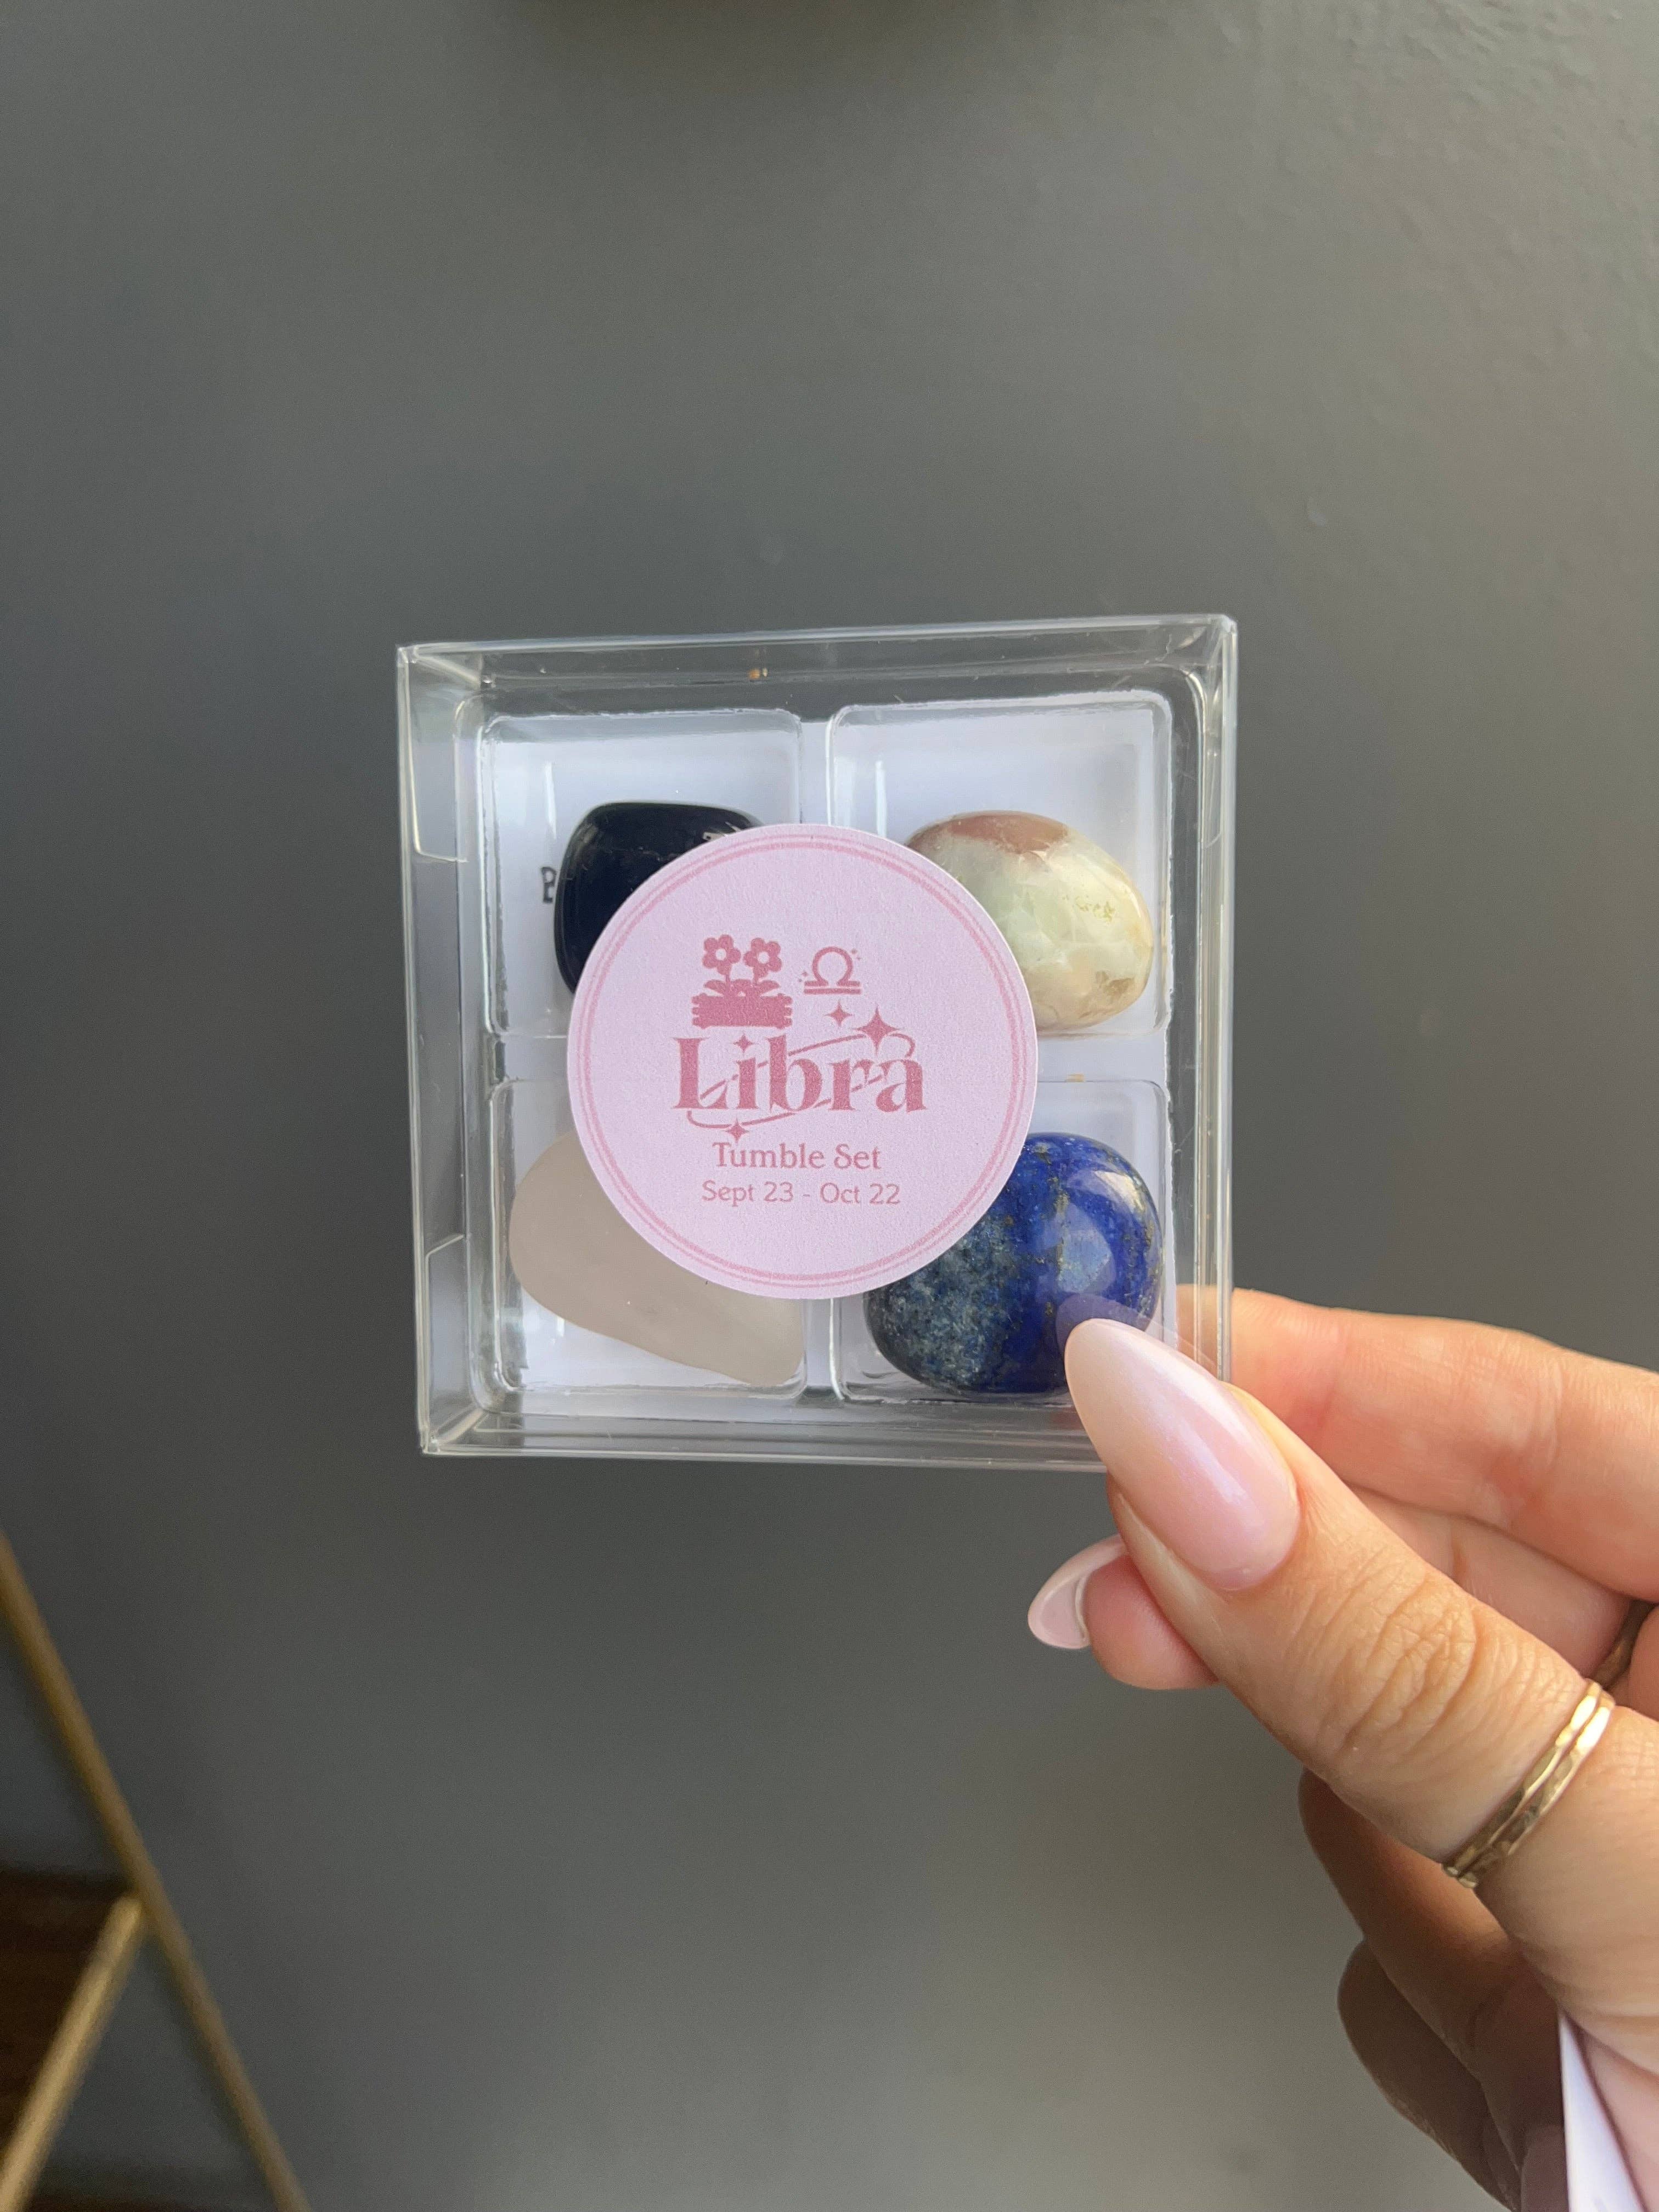 Libra
Tumble Set
Sept 23 - Oct 22